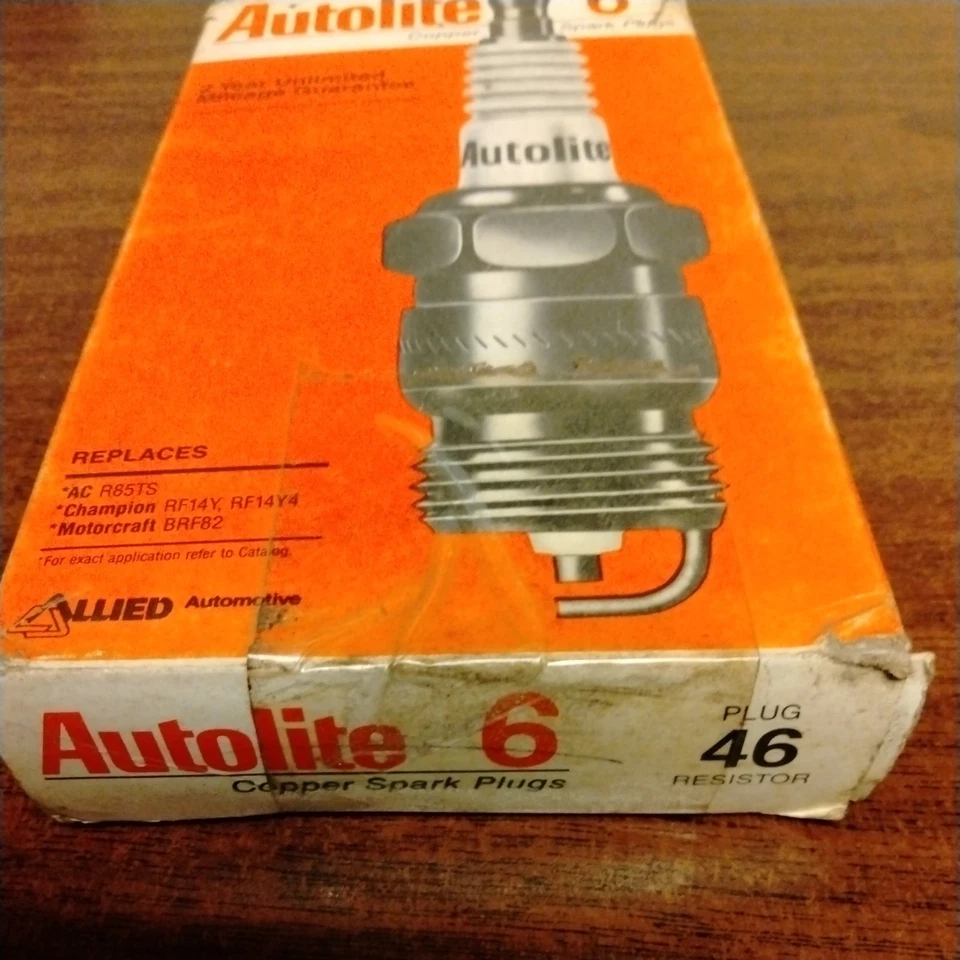 Autolite 6
Copper Spark Plugs
2 Year Unlimited
Mileage Guarantee
Autolite
REPLACES
*AC R85TS
*Champion RF14Y, RF14Y4
*Motorcraft BRF82
*For exact application refer to Catalog.
ALLIED Automotive
Autolite 6
Copper Spark Plugs
PLUG
46
RESISTOR